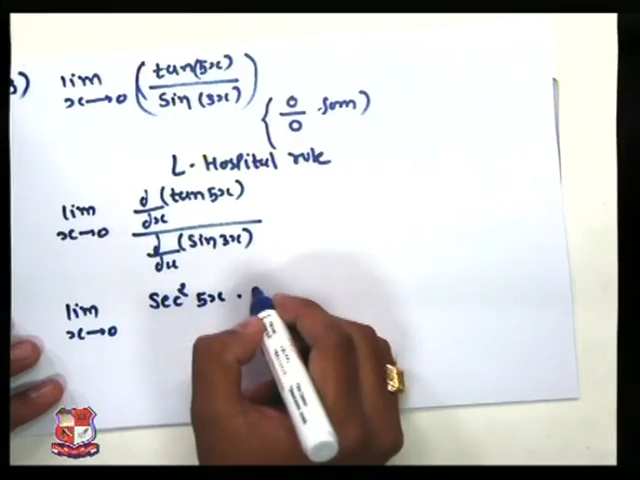 3) lim x→0 (tan(5x) / Sin(3x))
{ 0/0 form)
L. Hospital rule
lim x→0 d/dx (tan 5x) / d/dx (Sin 3x)
lim x→0 Sec² 5x ·